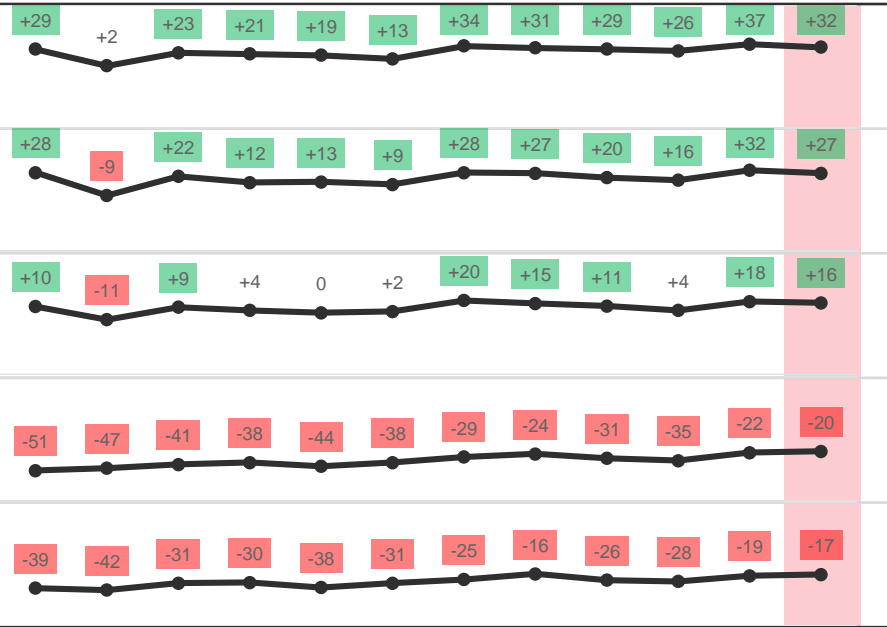 +29 +2 +23 +21 +19 +13 +34 +31 +29 +26 +37 +32
+28 -9 +22 +12 +13 +9 +28 +27 +20 +16 +32 +27
+10 -11 +9 +4 0 +2 +20 +15 +11 +4 +18 +16
-51 -47 -41 -38 -44 -38 -29 -24 -31 -35 -22 -20
-39 -42 -31 -30 -38 -31 -25 -16 -26 -28 -19 -17